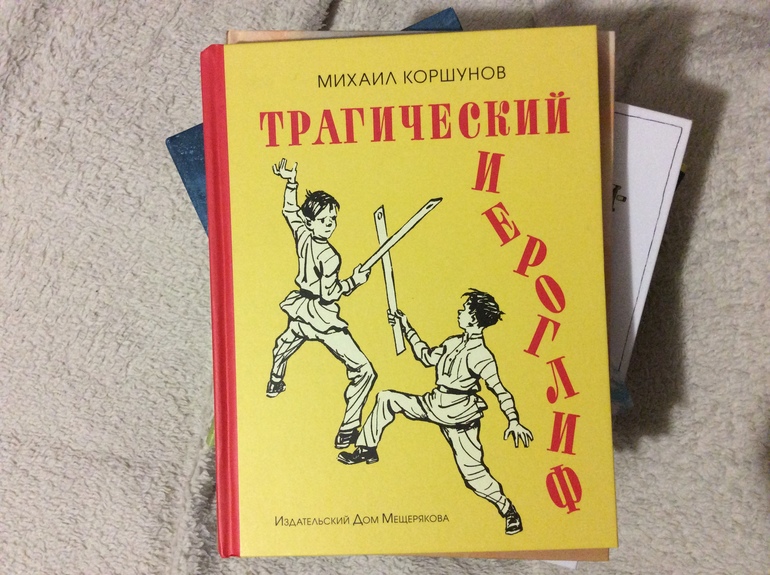 МИХАИЛ КОРШУНОВ
ТРАГИЧЕСКИЙ
ИЕРОГЛИФ
ИЗДАТЕЛЬСКИЙ ДОМ МЕЩЕРЯКОВА